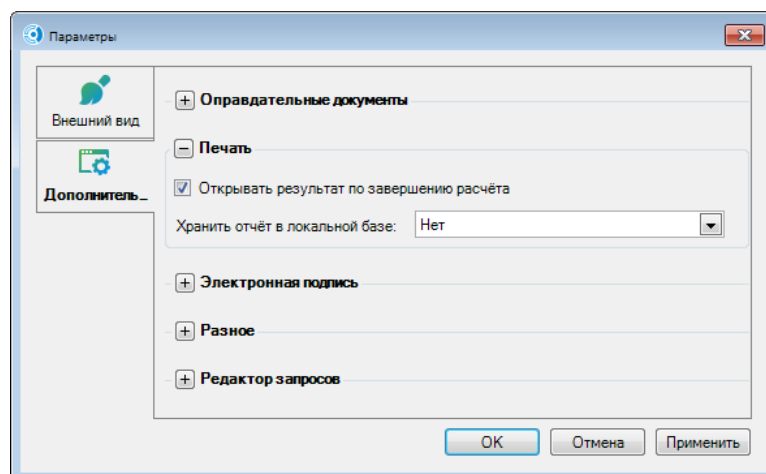 Параметры
Внешний вид
Дополнитель...
Оправдательные документы
Печать
Открывать результат по завершению расчёта
Хранить отчёт в локальной базе: Нет
Электронная подпись
Разное
Редактор запросов
OK Отмена Применить